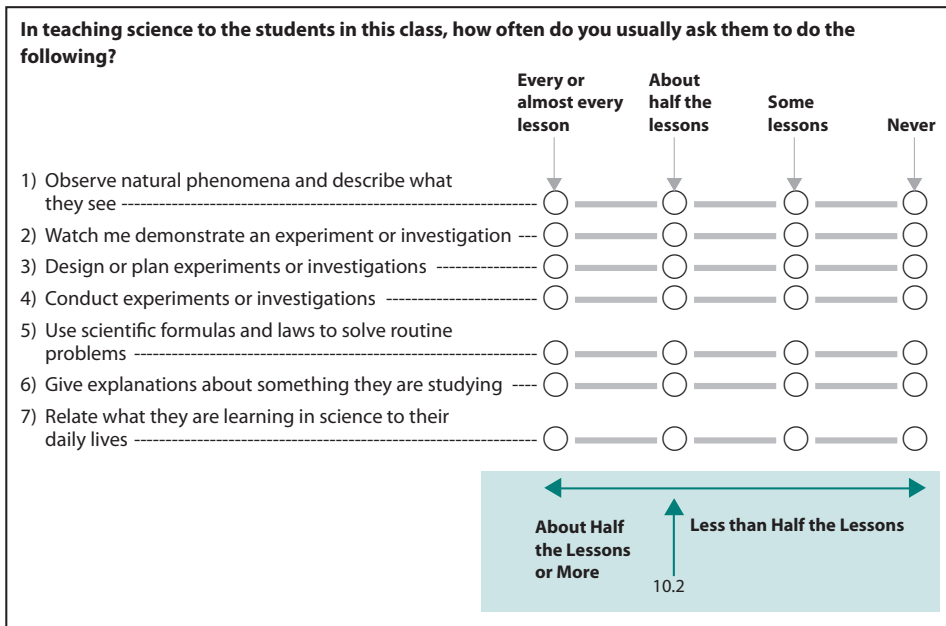 In teaching science to the students in this class, how often do you usually ask them to do the
following?
Every or
almost every
lesson
About
half the
lessons
Some
lessons
Never
1) Observe natural phenomena and describe what
they see
2) Watch me demonstrate an experiment or investigation
3) Design or plan experiments or investigations
4) Conduct experiments or investigations
5) Use scientific formulas and laws to solve routine
problems
6) Give explanations about something they are studying
7) Relate what they are learning in science to their
daily lives
About Half
the Lessons
or More
Less than Half the Lessons
10.2